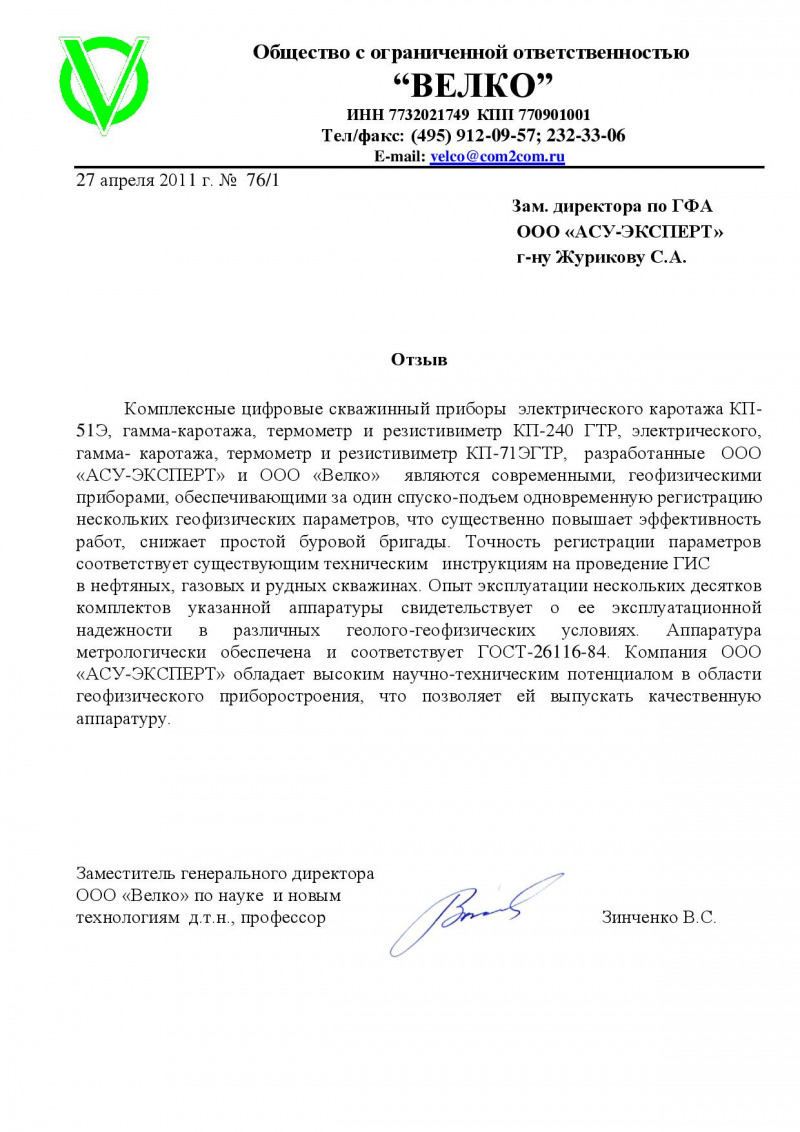 Общество с ограниченной ответственностью
“ВЕЛКО”
ИНН 7732021749 КПП 770901001
Тел/факс: (495) 912-09-57; 232-33-06
E-mail: velco@com2com.ru
27 апреля 2011 г. № 76/1
Зам. директора по ГФА
ООО «АСУ-ЭКСПЕРТ»
г-ну Журикову С.А.
Отзыв
Комплексные цифровые скважинный приборы электрического каротажа КП-
51Э, гамма-каротажа, термометр и резистивиметр КП-240 ГТР, электрического,
гамма- каротажа, термометр и резистивиметр КП-71ЭГТР, разработанные ООО
«АСУ-ЭКСПЕРТ» и ООО «Велко» являются современными, геофизическими
приборами, обеспечивающими за один спуско-подъем одновременную регистрацию
нескольких геофизических параметров, что существенно повышает эффективность
работ, снижает простой буровой бригады. Точность регистрации параметров
соответствует существующим техническим инструкциям на проведение ГИС
в нефтяных, газовых и рудных скважинах. Опыт эксплуатации нескольких десятков
комплектов указанной аппаратуры свидетельствует о ее эксплуатационной
надежности в различных геолого-геофизических условиях. Аппаратура
метрологически обеспечена и соответствует ГОСТ-26116-84. Компания ООО
«АСУ-ЭКСПЕРТ» обладает высоким научно-техническим потенциалом в области
геофизического приборостроения, что позволяет ей выпускать качественную
аппаратуру.
Заместитель генерального директора
ООО «Велко» по науке и новым
технологиям д.т.н., профессор Зинченко В.С.